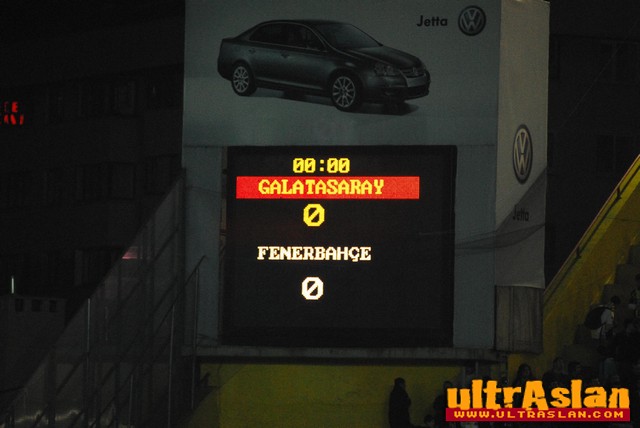 Jetta
00:00
GALATASARAY
0
FENERBAHÇE
0
Jetta
ultrAslan
WWW.ULTRASLAN.COM